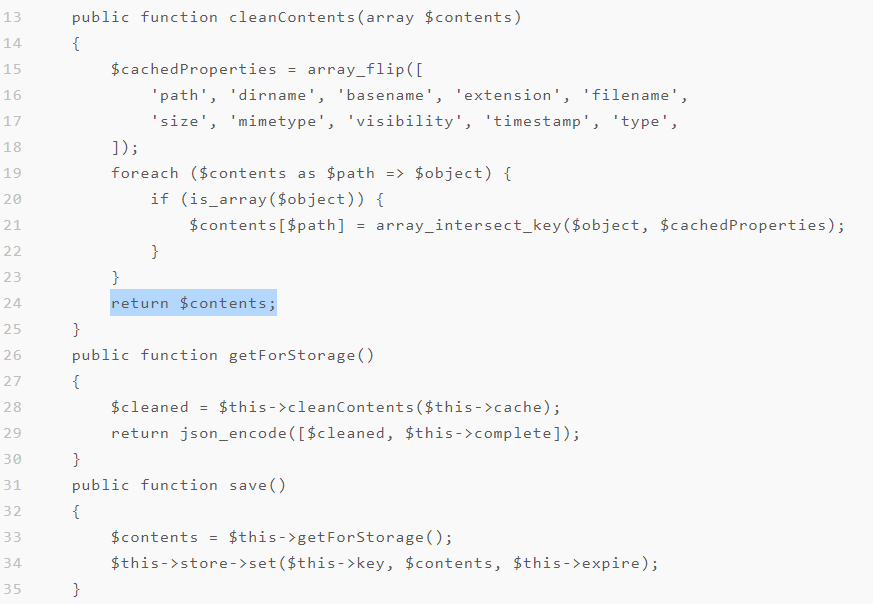 13 public function cleanContents(array $contents)
14 {
15 $cachedProperties = array_flip([
16 'path', 'dirname', 'basename', 'extension', 'filename',
17 'size', 'mimetype', 'visibility', 'timestamp', 'type',
18 ]);
19 foreach ($contents as $path => $object) {
20 if (is_array($object)) {
21 $contents[$path] = array_intersect_key($object, $cachedProperties);
22 }
23 }
24 return $contents;
25 }
26 public function getForStorage()
27 {
28 $cleaned = $this->cleanContents($this->cache);
29 return json_encode([$cleaned, $this->complete]);
30 }
31 public function save()
32 {
33 $contents = $this->getForStorage();
34 $this->store->set($this->key, $contents, $this->expire);
35 }